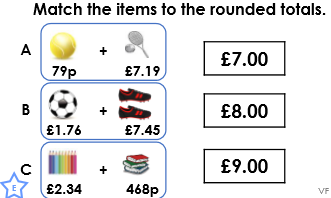 Match the items to the rounded totals.
A + £7.00
79p £7.19
B + £8.00
£1.76 £7.45
C + £9.00
E £2.34 468p VF